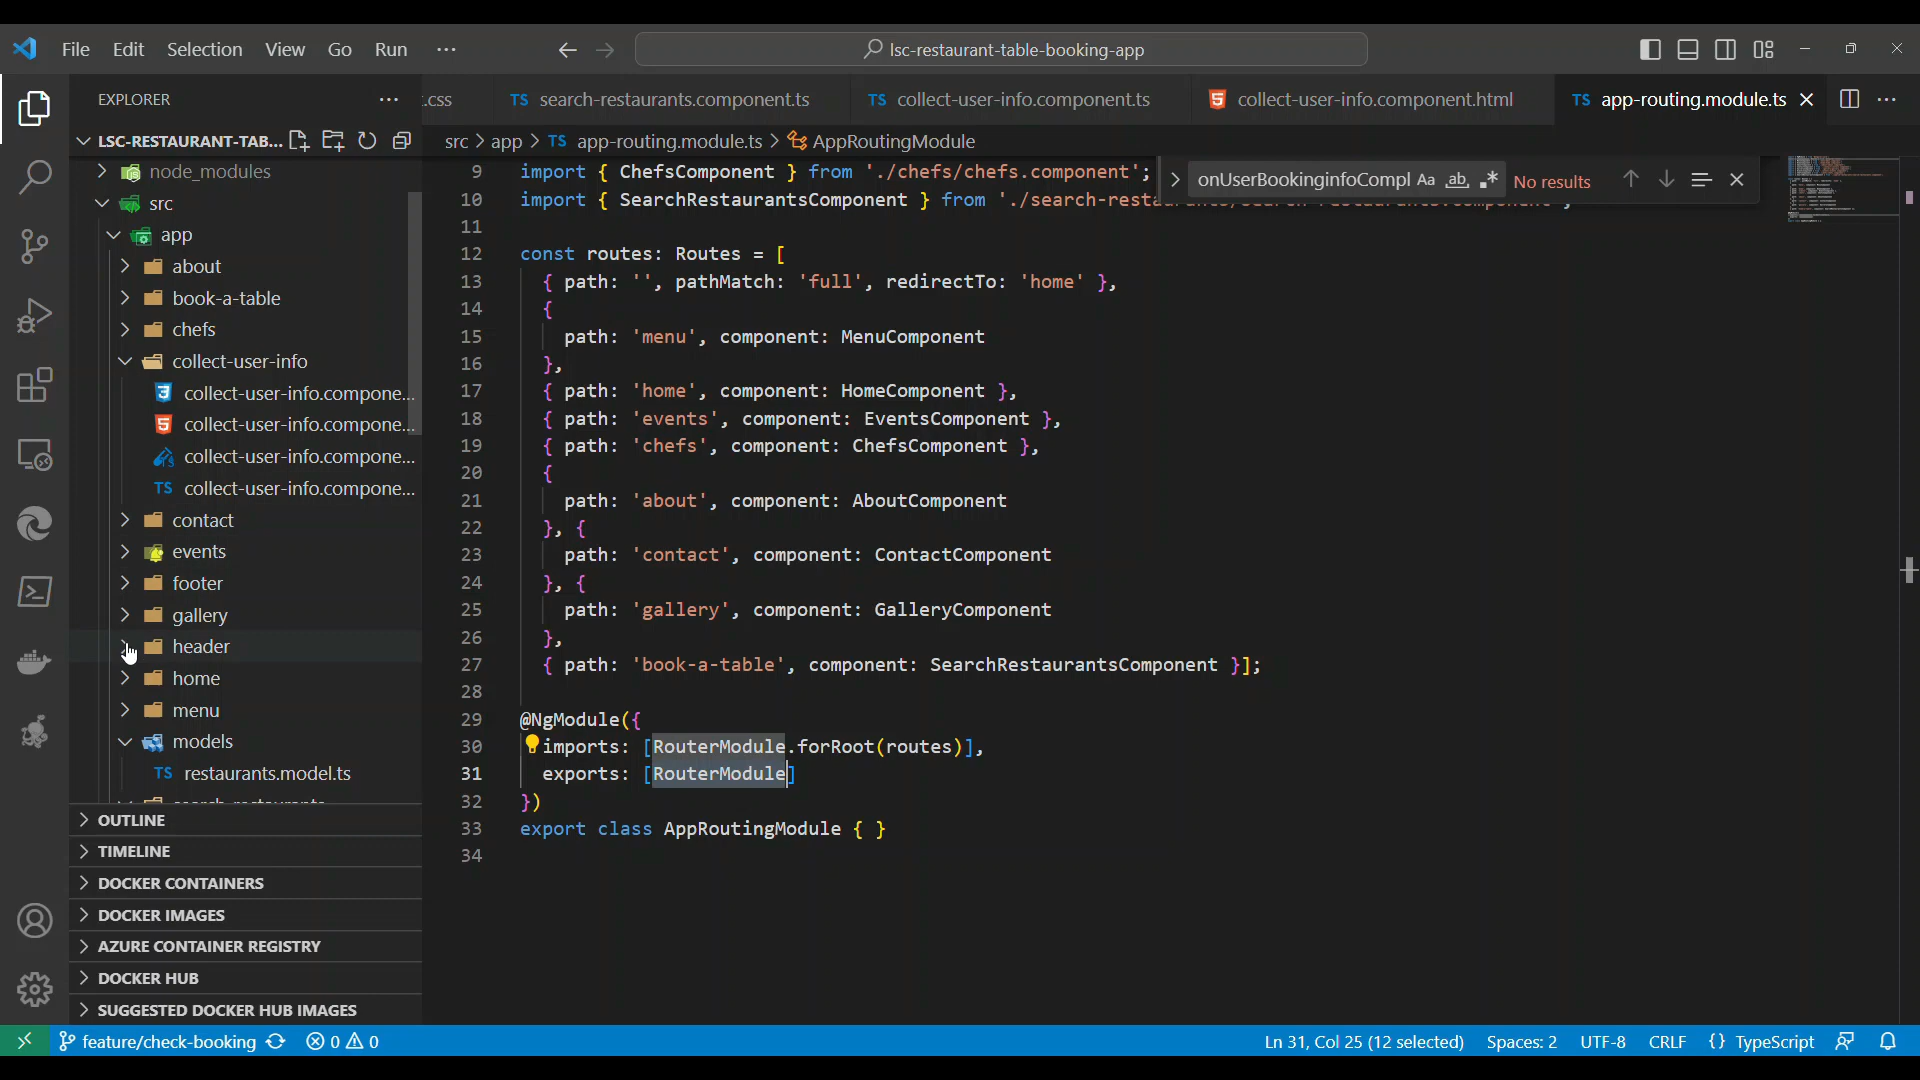 File Edit Selection View Go Run ···
lsc-restaurant-table-booking-app
EXPLORER ···
.css
TS search-restaurants.component.ts
TS collect-user-info.component.ts
collect-user-info.component.html
TS app-routing.module.ts
LSC-RESTAURANT-TAB...
src > app > TS app-routing.module.ts > AppRoutingModule
node_modules
src
app
about
book-a-table
chefs
collect-user-info
collect-user-info.compone...
collect-user-info.compone...
collect-user-info.compone...
TS collect-user-info.compone...
contact
events
footer
gallery
header
home
menu
models
TS restaurants.model.ts
OUTLINE
TIMELINE
DOCKER CONTAINERS
DOCKER IMAGES
AZURE CONTAINER REGISTRY
DOCKER HUB
SUGGESTED DOCKER HUB IMAGES
onUserBookinginfoCompl Aa ab, .* No results
9 import { ChefsComponent } from './chefs/chefs.component';
10 import { SearchRestaurantsComponent } from './search-resta
11
12 const routes: Routes = [
13 { path: '', pathMatch: 'full', redirectTo: 'home' },
14 {
15 path: 'menu', component: MenuComponent
16 },
17 { path: 'home', component: HomeComponent },
18 { path: 'events', component: EventsComponent },
19 { path: 'chefs', component: ChefsComponent },
20 {
21 path: 'about', component: AboutComponent
22 }, {
23 path: 'contact', component: ContactComponent
24 }, {
25 path: 'gallery', component: GalleryComponent
26 },
27 { path: 'book-a-table', component: SearchRestaurantsComponent }];
28
29 @NgModule({
30 imports: [RouterModule.forRoot(routes)],
31 exports: [RouterModule]
32 })
33 export class AppRoutingModule { }
34
feature/check-booking 0 0
Ln 31, Col 25 (12 selected) Spaces: 2 UTF-8 CRLF {} TypeScript